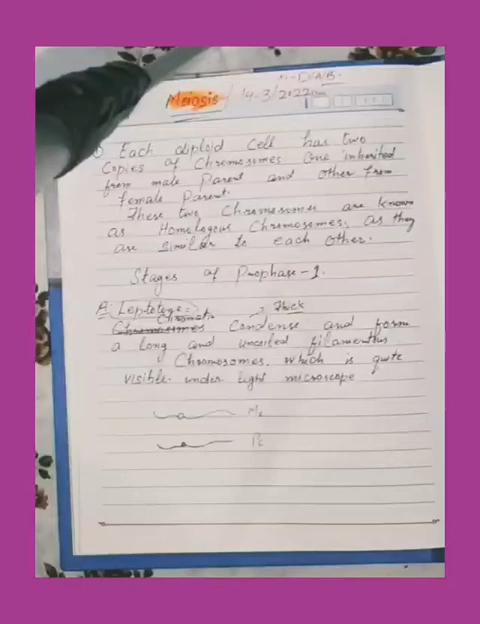 Meiosis 14-3/2022
Each diploid Cell has two
Copies of Chromosomes One inherited
from male Parent and other from
female Parent.
These two Chromosomes are known
as Homologous Chromosomes, as they
are similar to each other.
Stages of Prophase-1.
A: Leptotene:
→ Thick
Chromosomes Condense and form
a long and uncoiled filamentous
Chromosomes. which is quite
visible under light microscope